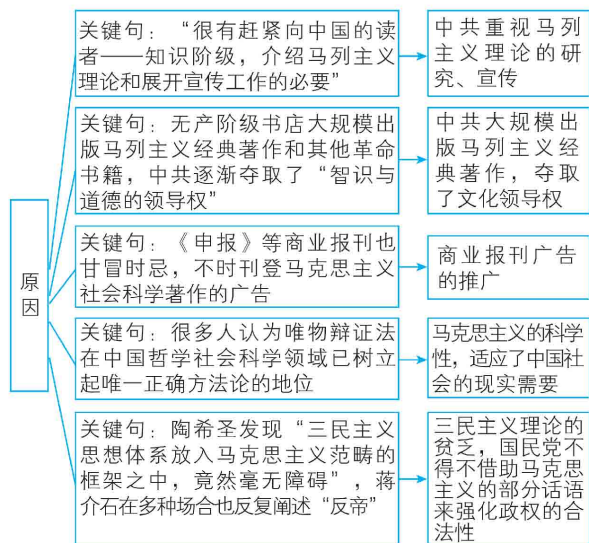 原因
关键句：“很有赶紧向中国的读
者——知识阶级，介绍马列主义
理论和展开宣传工作的必要”
中共重视马列
主义理论的研
究、宣传
关键句：无产阶级书店大规模出
版马列主义经典著作和其他革命
书籍，中共逐渐夺取了“智识与
道德的领导权”
中共大规模出
版马列主义经
典著作，夺取
了文化领导权
关键句：《申报》等商业报刊也
甘冒时忌，不时刊登马克思主义
社会科学著作的广告
商业报刊广告
的推广
关键句：很多人认为唯物辩证法
在中国哲学社会科学领域已树立
起唯一正确方法论的地位
马克思主义的科学
性，适应了中国社
会的现实需要
关键句：陶希圣发现“三民主义
思想体系放入马克思主义范畴的
框架之中，竟然毫无障碍”，蒋
介石在多种场合也反复阐述“反帝”
三民主义理论的
贫乏，国民党不
得不借助马克思
主义的部分话语
来强化政权的合
法性